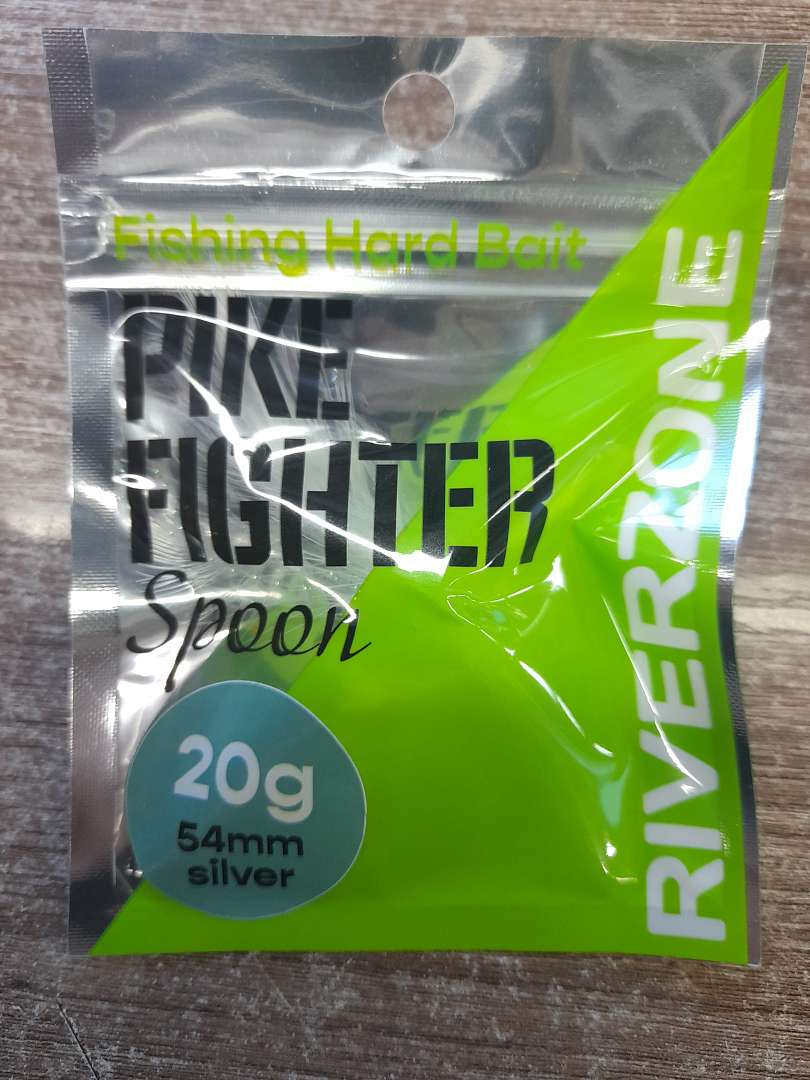 Fishing Hard Bait
PIKE
FIGHTER
Spoon
20g
54mm
silver
RIVERZONE